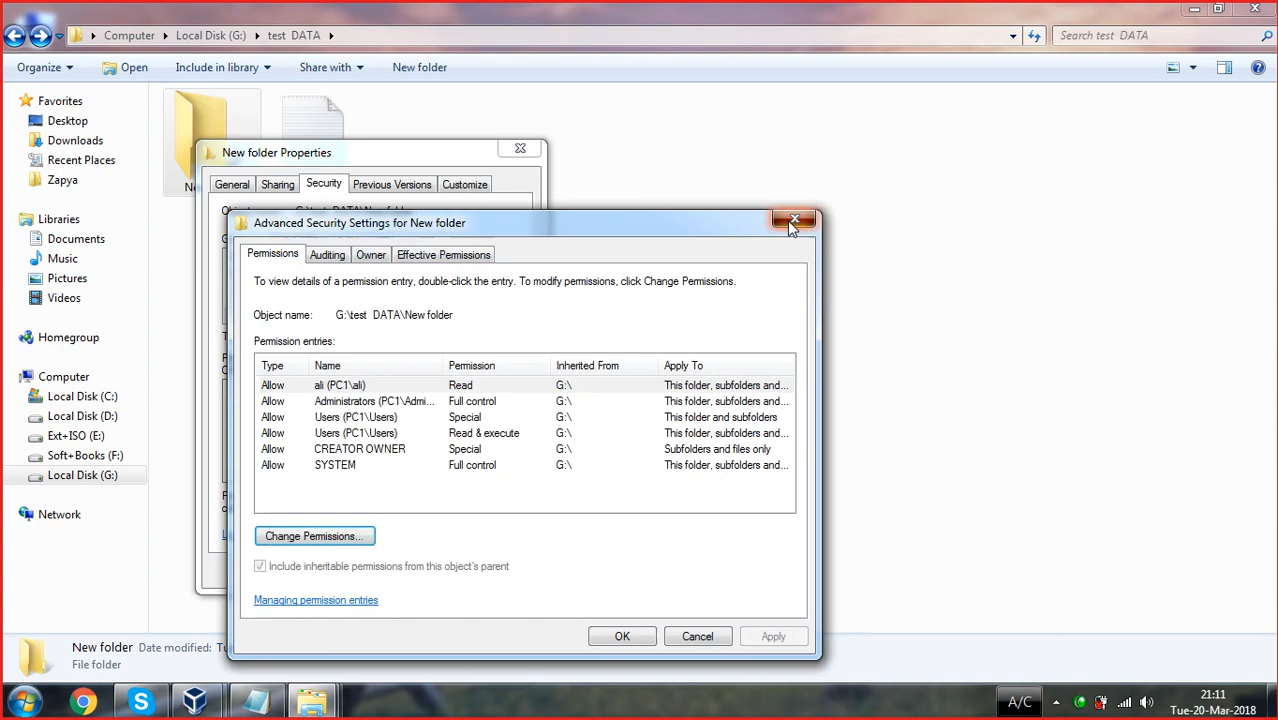 Computer Local Disk (G:) test DATA
Search test DATA
Organize Open Include in library Share with New folder
Favorites
Desktop
Downloads
Recent Places
Zapya
Libraries
Documents
Music
Pictures
Videos
Homegroup
Computer
Local Disk (C:)
Local Disk (D:)
Ext+ISO (E:)
Soft+Books (F:)
Local Disk (G:)
Network
New folder Properties
General Sharing Security Previous Versions Customize
Advanced Security Settings for New folder
Permissions Auditing Owner Effective Permissions
To view details of a permission entry, double-click the entry. To modify permissions, click Change Permissions.
Object name: G:\test DATA\New folder
Permission entries:
Type Name Permission Inherited From Apply To
Allow ali (PC1\ali) Read G:\ This folder, subfolders and...
Allow Administrators (PC1\Admi... Full control G:\ This folder, subfolders and...
Allow Users (PC1\Users) Special G:\ This folder and subfolders
Allow Users (PC1\Users) Read & execute G:\ This folder, subfolders and...
Allow CREATOR OWNER Special G:\ Subfolders and files only
Allow SYSTEM Full control G:\ This folder, subfolders and...
Change Permissions...
Include inheritable permissions from this object's parent
Managing permission entries
OK Cancel Apply
New folder Date modified:
File folder
A/C
21:11
Tue-20-Mar-2018